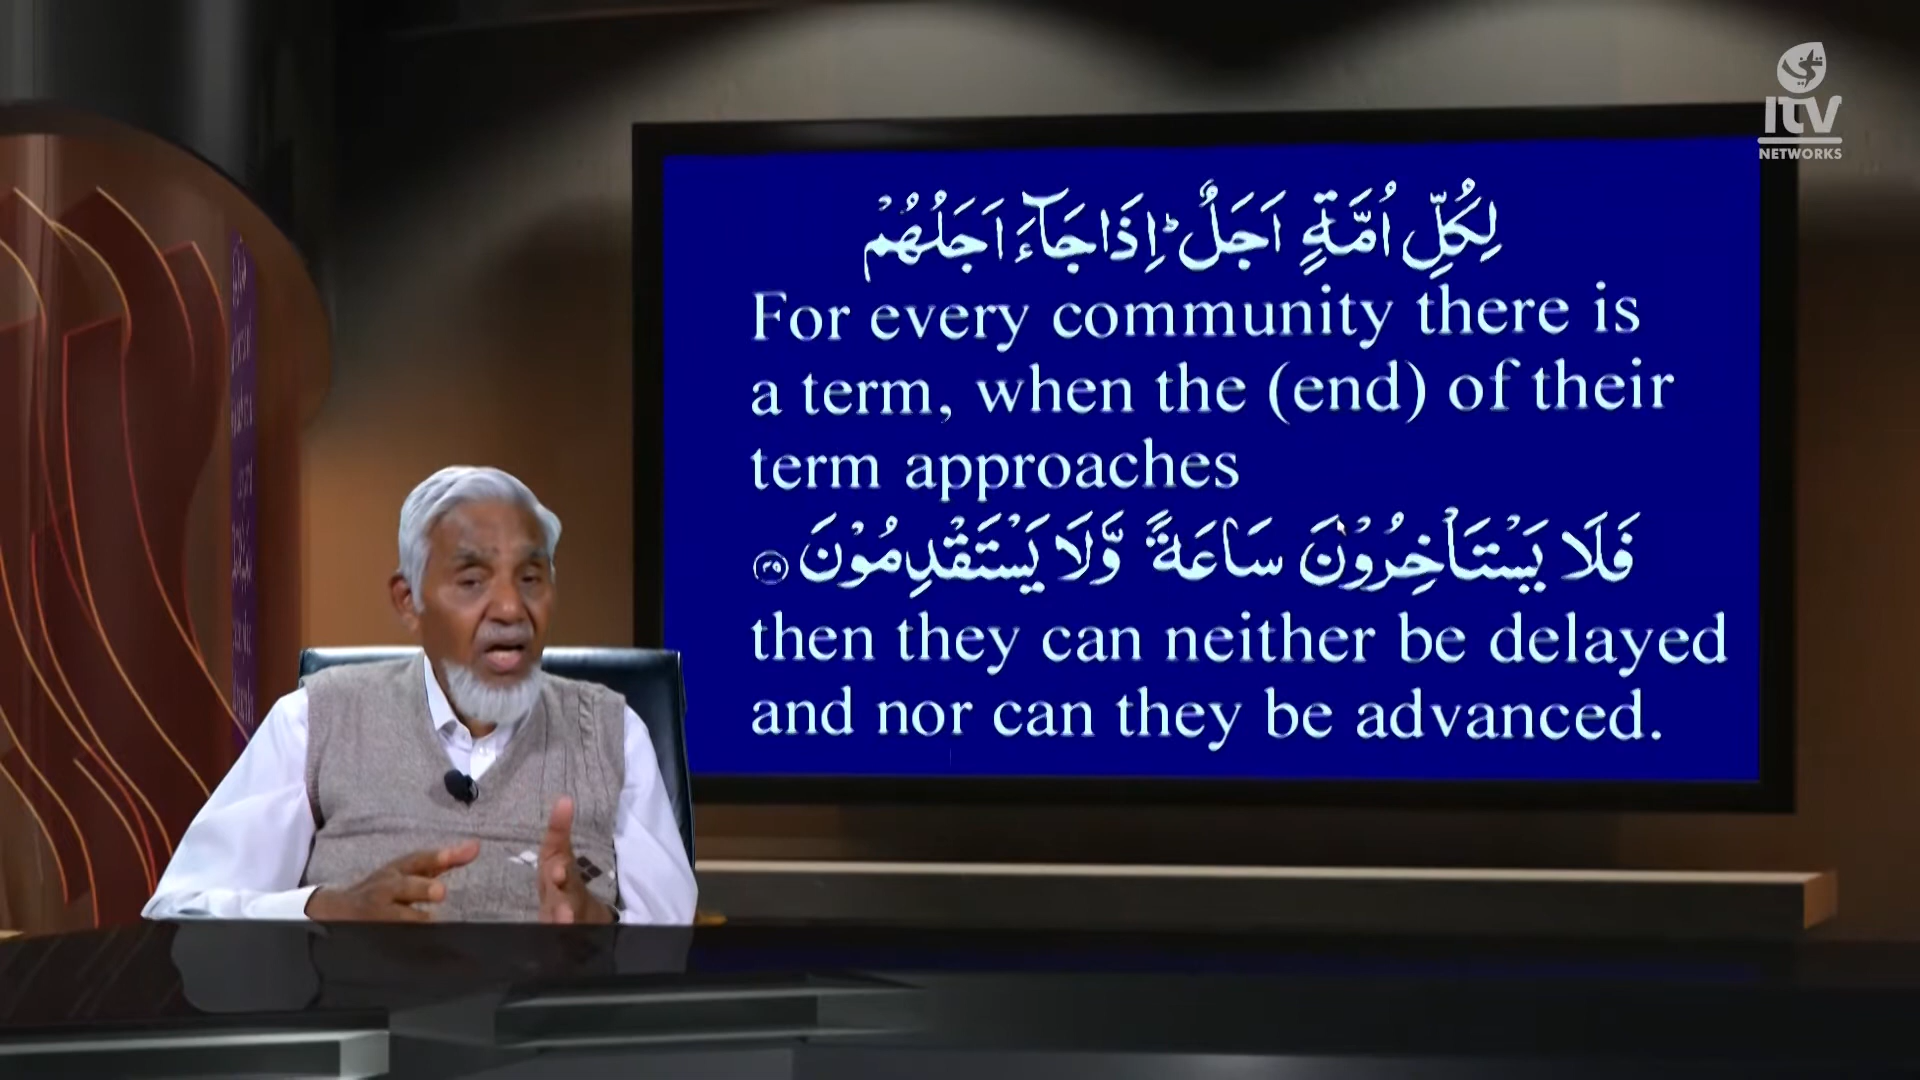 ITV
NETWORKS
لِكُلِّ اُمَّةٍ اَجَلٌ ؕ اِذَا جَآءَ اَجَلُهُمْ
For every community there is
a term, when the (end) of their
term approaches
فَلَا يَسْتَاْخِرُوْنَ سَاعَةً وَّلَا يَسْتَقْدِمُوْنَ
then they can neither be delayed
and nor can they be advanced.